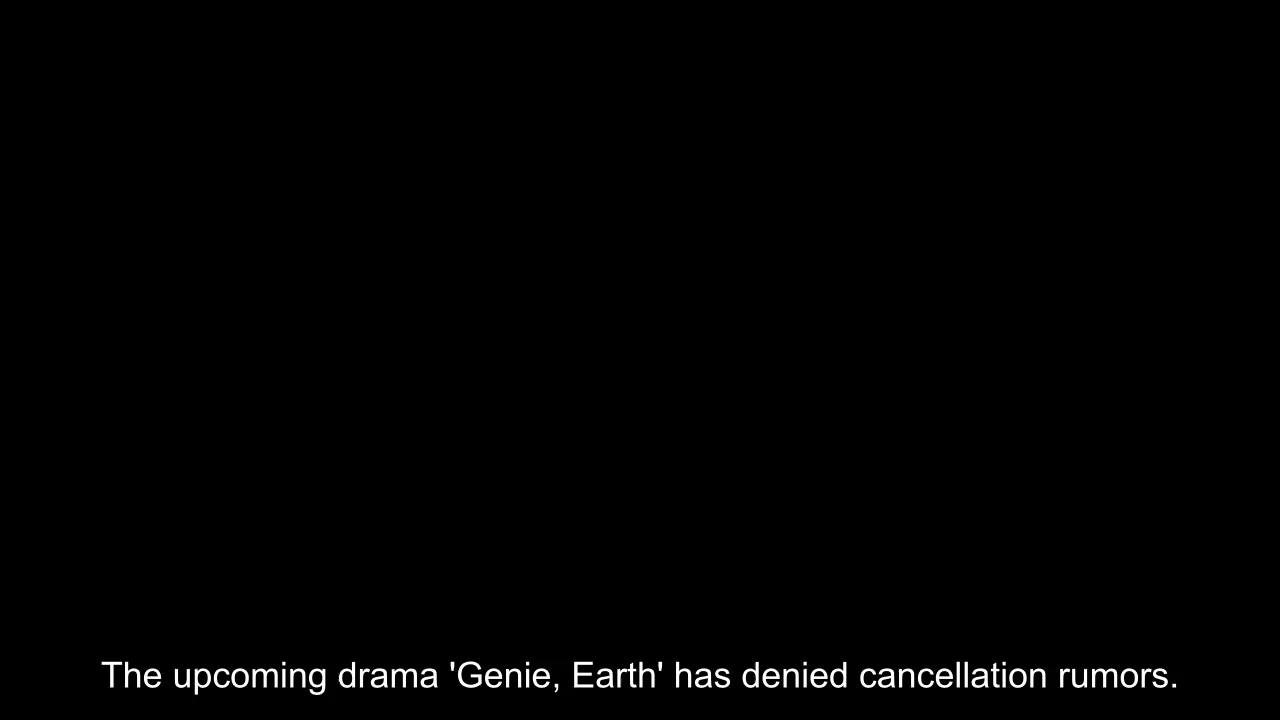 The upcoming drama 'Genie, Earth' has denied cancellation rumors.